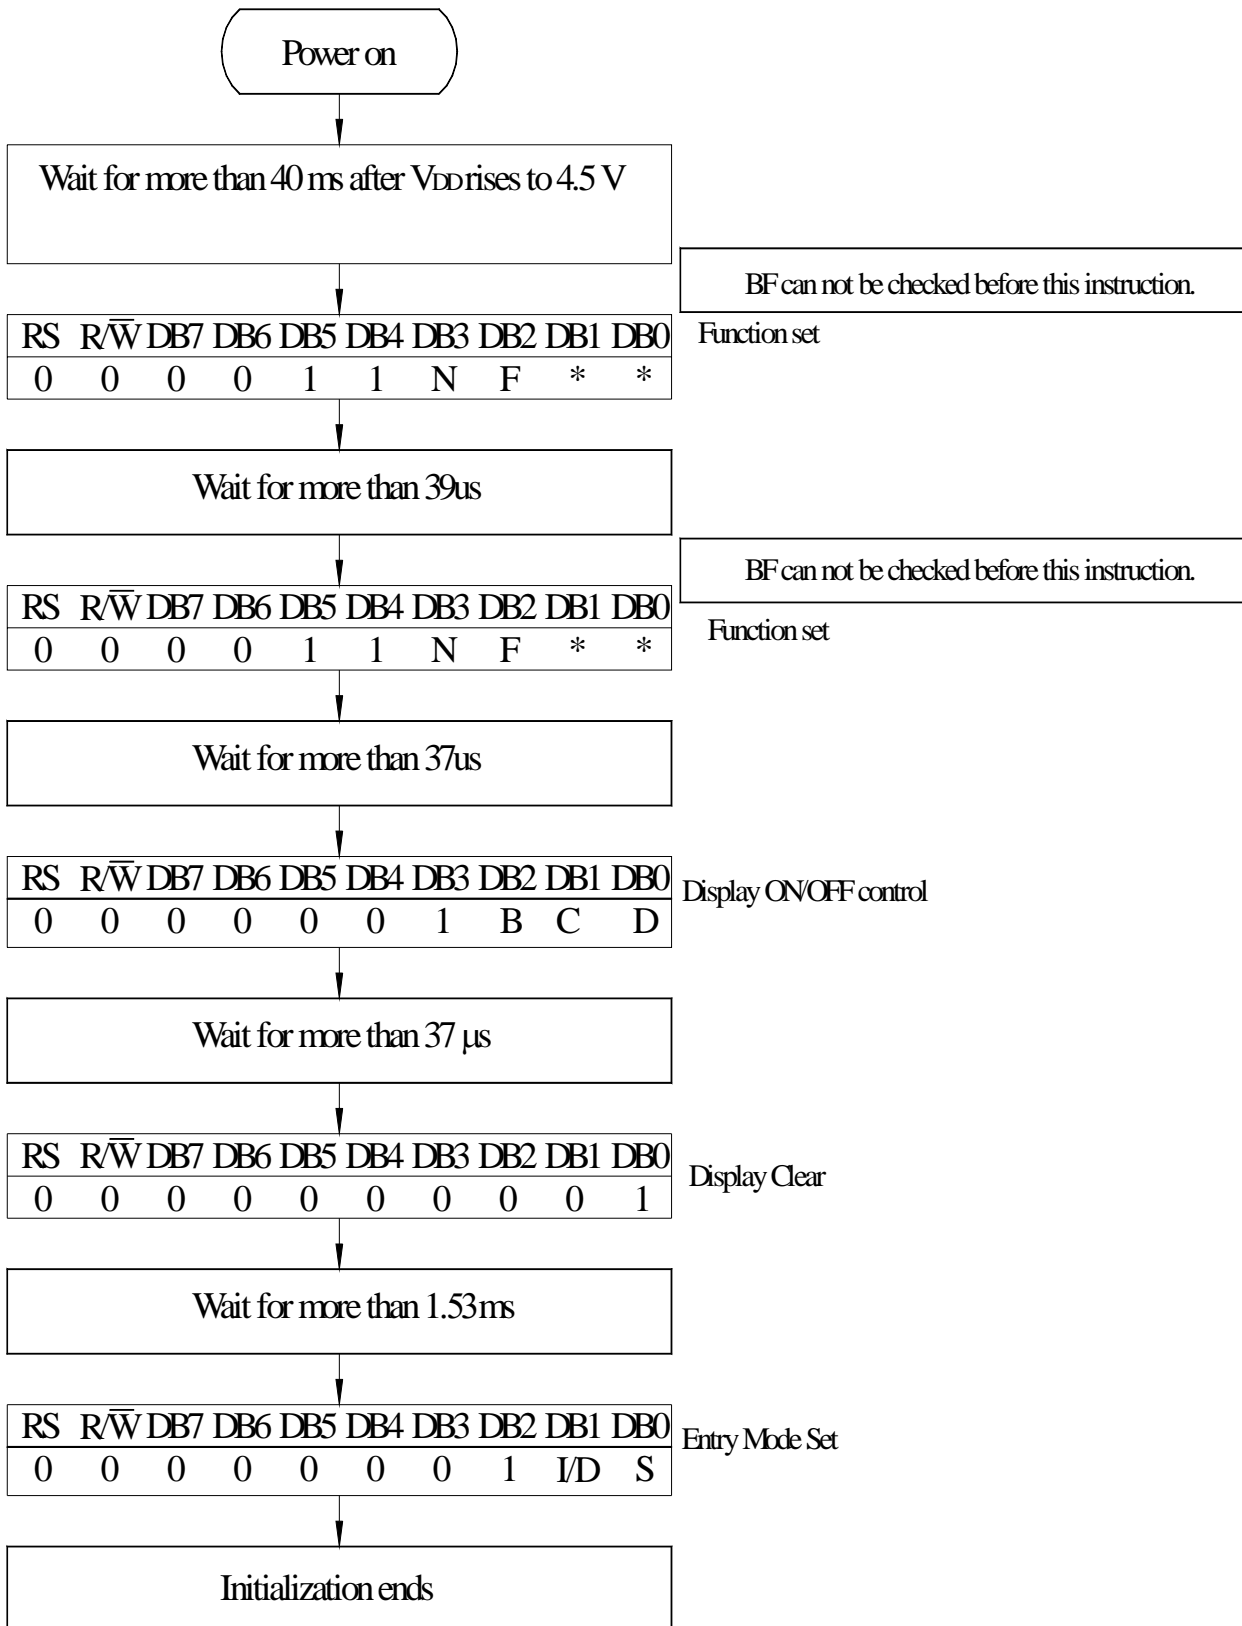 Power on
Wait for more than 40 ms after VDD rises to 4.5 V
BF can not be checked before this instruction.
RS R/W̅ DB7 DB6 DB5 DB4 DB3 DB2 DB1 DB0
Function set
0 0 0 0 1 1 N F * *
Wait for more than 39us
BF can not be checked before this instruction.
RS R/W̅ DB7 DB6 DB5 DB4 DB3 DB2 DB1 DB0
Function set
0 0 0 0 1 1 N F * *
Wait for more than 37us
RS R/W̅ DB7 DB6 DB5 DB4 DB3 DB2 DB1 DB0
Display ON/OFF control
0 0 0 0 0 0 1 B C D
Wait for more than 37 μs
RS R/W̅ DB7 DB6 DB5 DB4 DB3 DB2 DB1 DB0
Display Clear
0 0 0 0 0 0 0 0 0 1
Wait for more than 1.53ms
RS R/W̅ DB7 DB6 DB5 DB4 DB3 DB2 DB1 DB0
Entry Mode Set
0 0 0 0 0 0 0 1 I/D S
Initialization ends